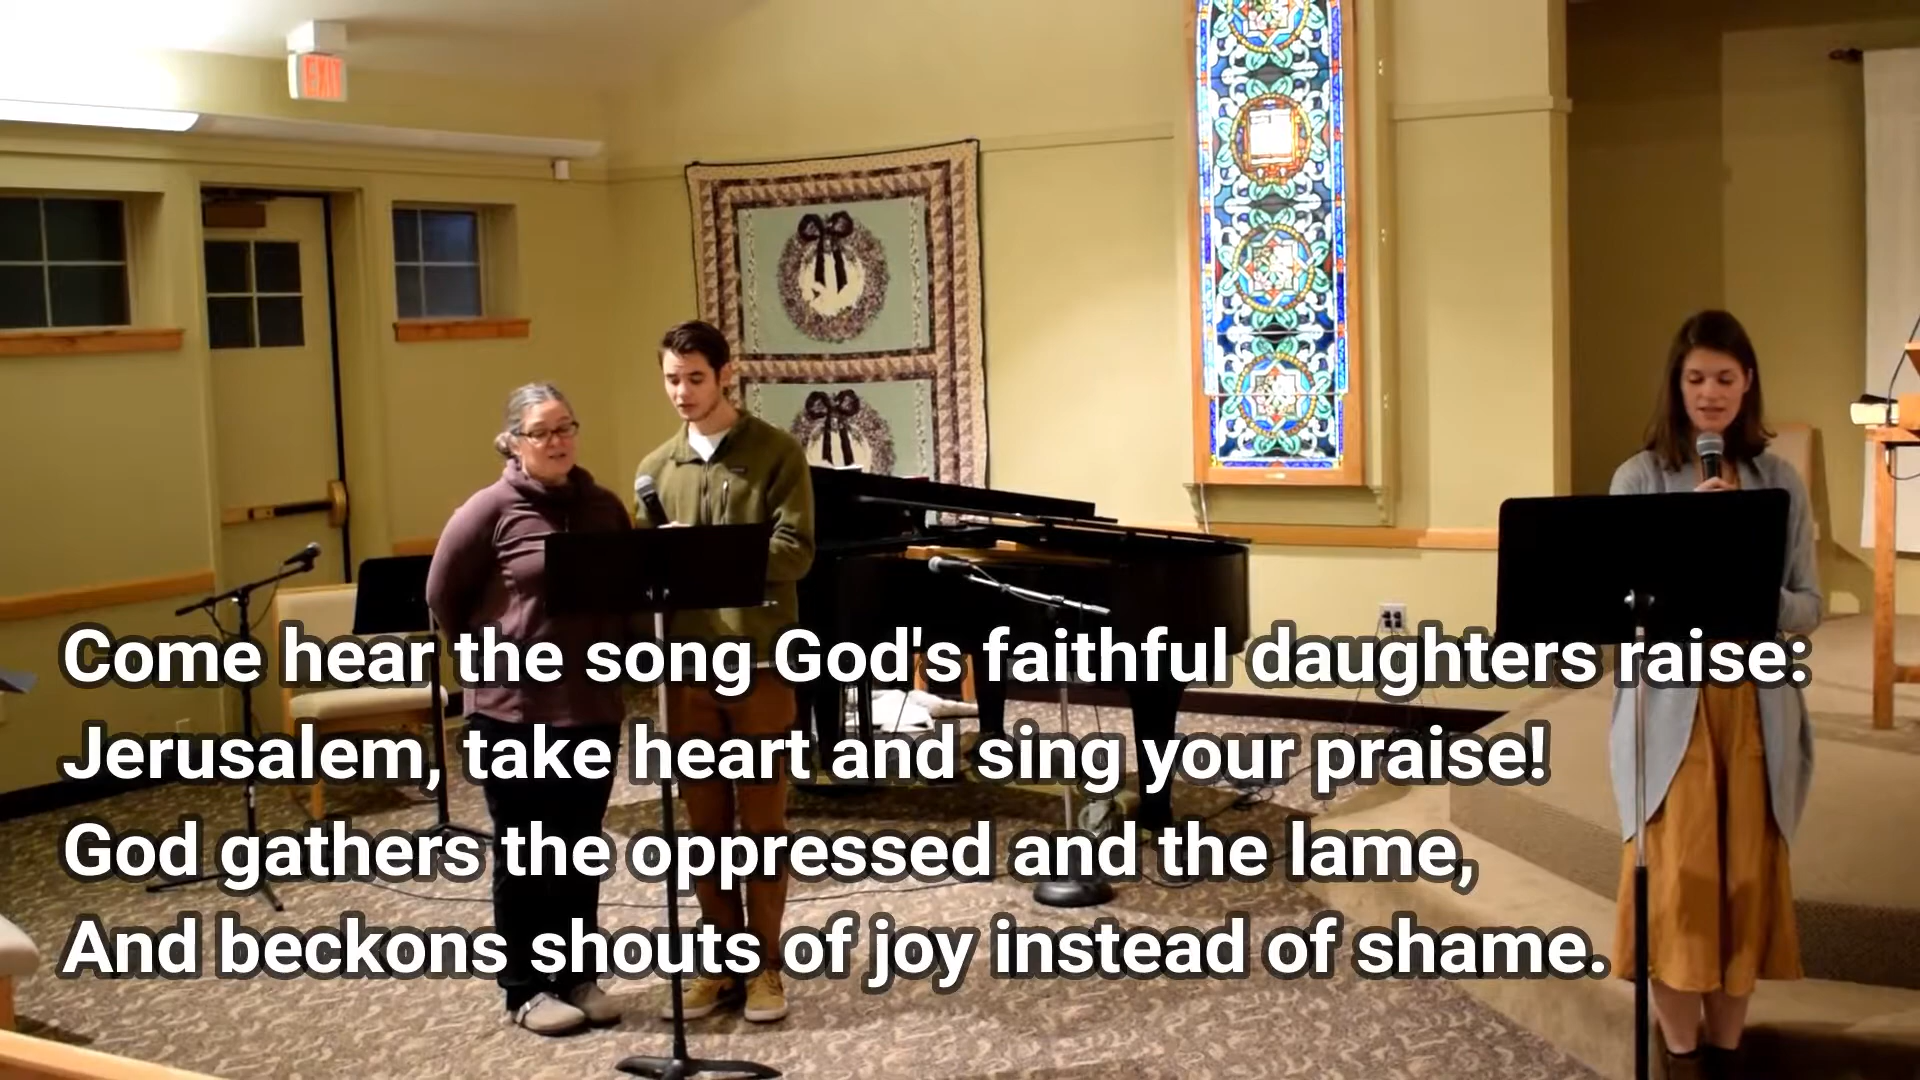 EXIT
Come hear the song God's faithful daughters raise:
Jerusalem, take heart and sing your praise!
God gathers the oppressed and the lame,
And beckons shouts of joy instead of shame.